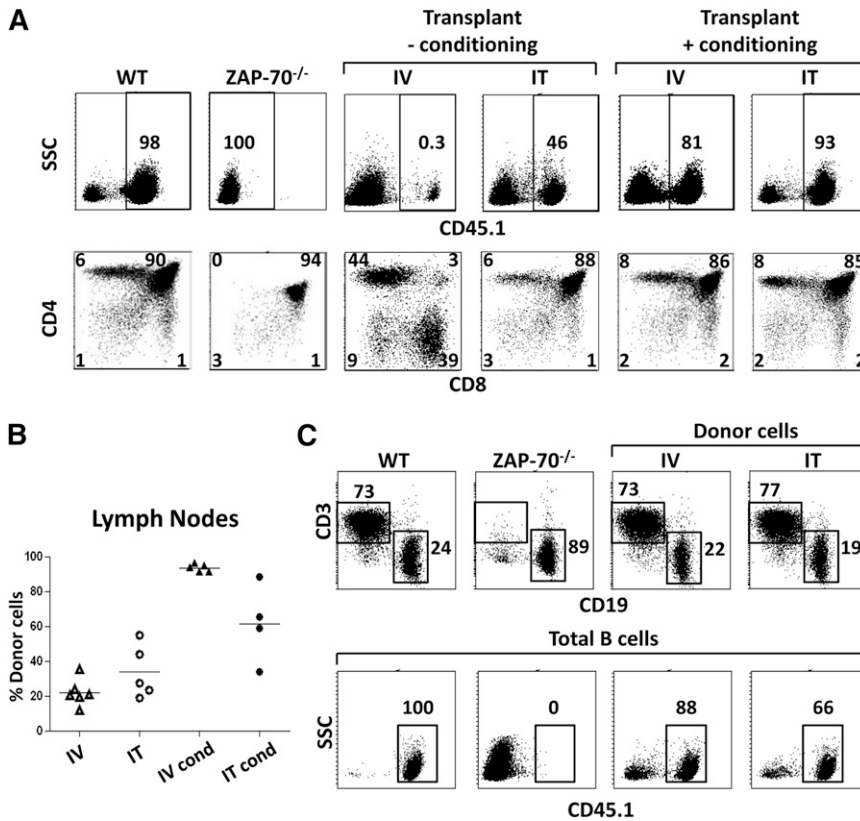 A
Transplant
- conditioning
Transplant
+ conditioning
WT
ZAP-70-/-
IV
IT
IV
IT
SSC
98
100
0.3
46
81
93
CD45.1
CD4
6 90
0 94
44 3
6 88
8 86
8 85
1 1
3 1
9 39
3 1
2 2
2 2
CD8
B
Lymph Nodes
% Donor cells
100
80
60
40
20
0
IV
IT
IV cond
IT cond
C
Donor cells
WT
ZAP-70-/-
IV
IT
CD3
73
24
89
73
22
77
19
CD19
Total B cells
SSC
100
0
88
66
CD45.1